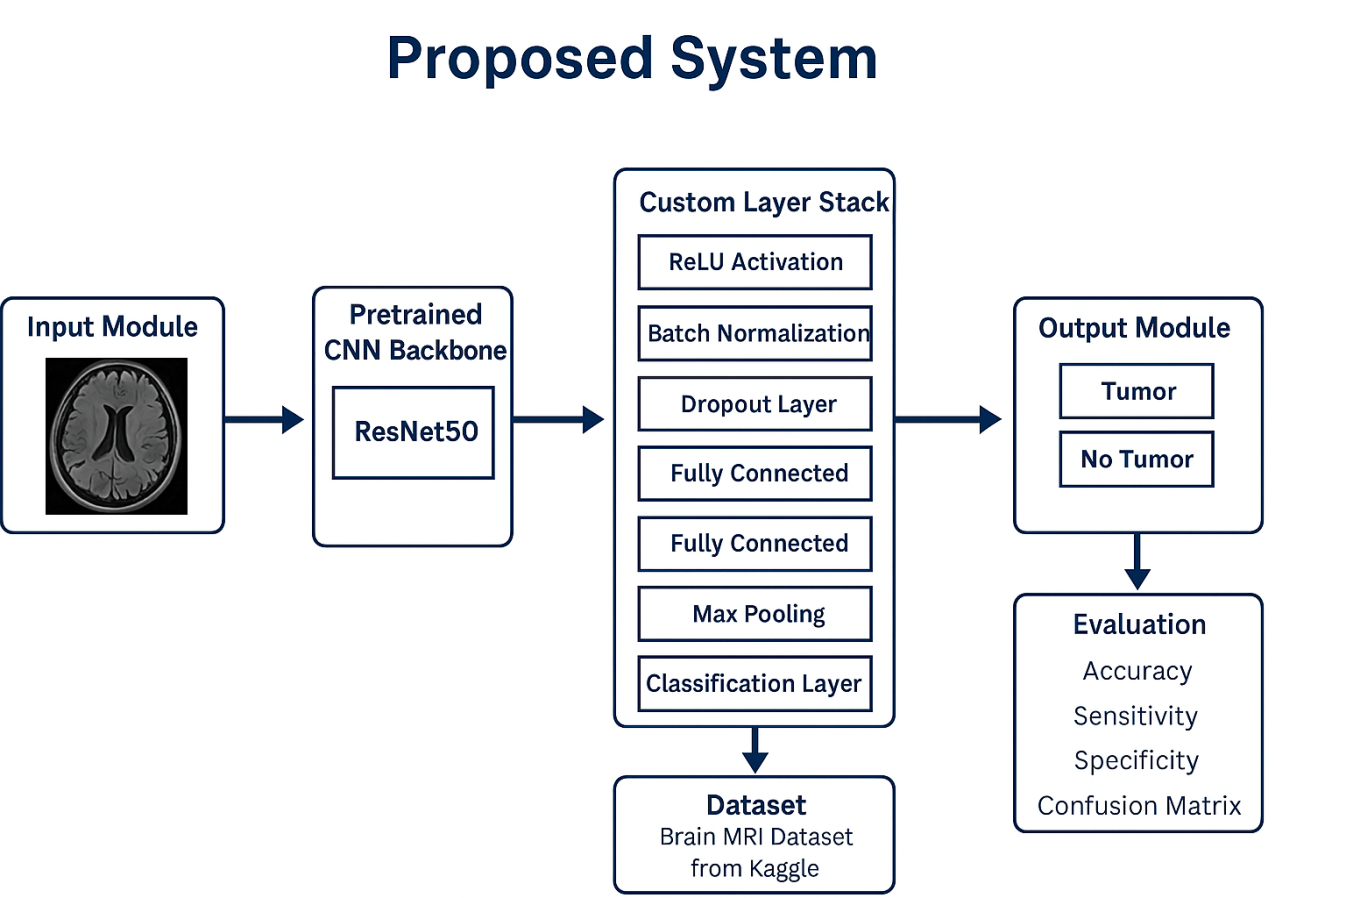 Proposed System
Input Module
Pretrained
CNN Backbone
ResNet50
Custom Layer Stack
ReLU Activation
Batch Normalization
Dropout Layer
Fully Connected
Fully Connected
Max Pooling
Classification Layer
Dataset
Brain MRI Dataset
from Kaggle
Output Module
Tumor
No Tumor
Evaluation
Accuracy
Sensitivity
Specificity
Confusion Matrix